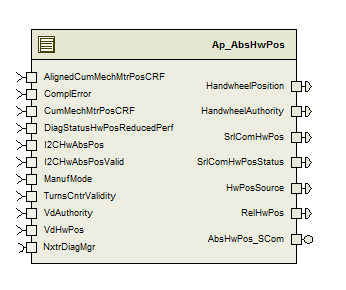 Ap_AbsHwPos
AlignedCumMechMtrPosCRF
ComplError
CumMechMtrPosCRF
DiagStatusHwPosReducedPerf
I2CHwAbsPos
I2CHwAbsPosValid
ManufMode
TurnsCntrValidity
VdAuthority
VdHwPos
NxtrDiagMgr
HandwheelPosition
HandwheelAuthority
SrlComHwPos
SrlComHwPosStatus
HwPosSource
RelHwPos
AbsHwPos_SCom